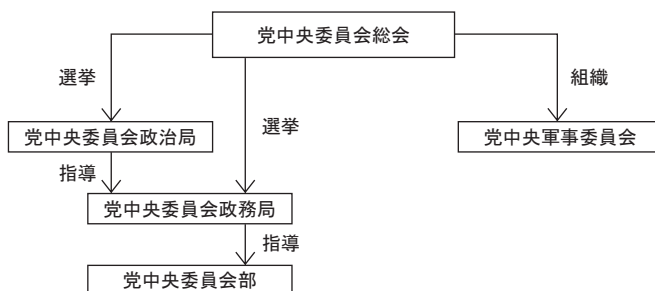 党中央委員会総会
選挙
組織
選挙
党中央委員会政治局
党中央軍事委員会
指導
党中央委員会政務局
指導
党中央委員会部